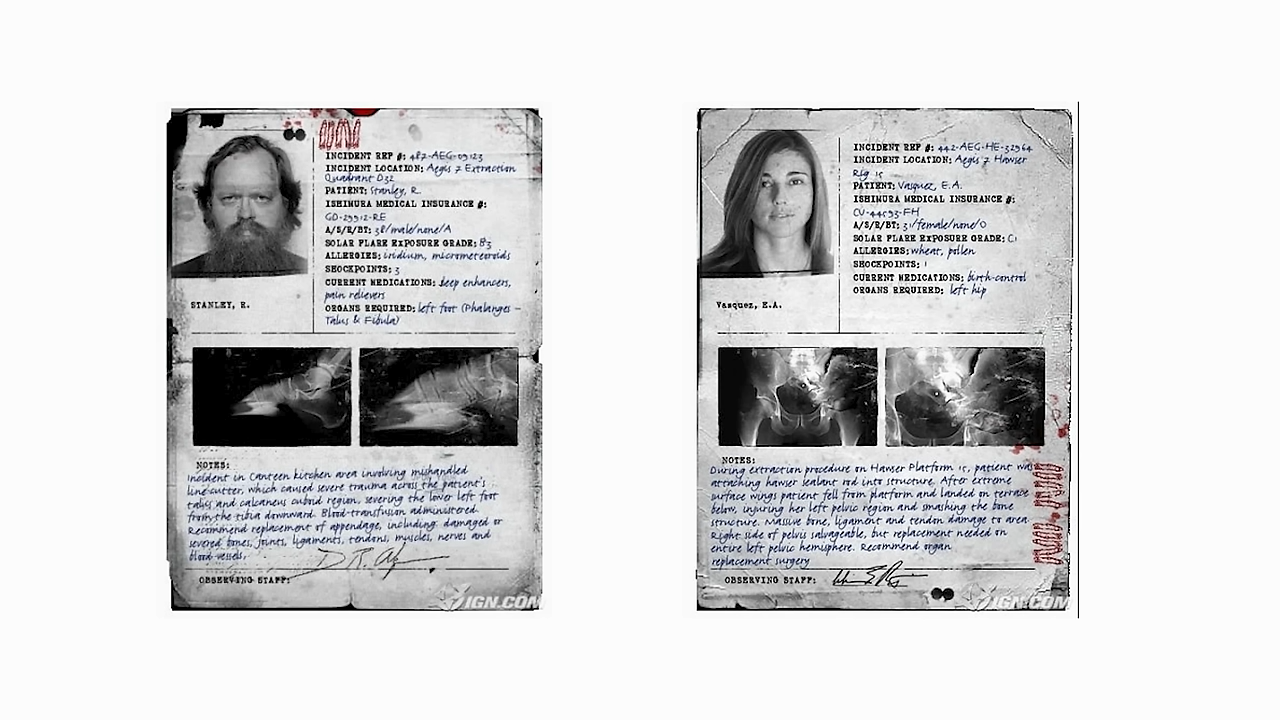 INCIDENT REP #: 487-AEG-09123
INCIDENT LOCATION: Aegis 7 Extraction
Quadrant D32
PATIENT: Stanley, R.
ISHIMURA MEDICAL INSURANCE #:
GD-29912-RE
A/S/R/BT: 38/male/none/A
SOLAR FLARE EXPOSURE GRADE: B3
ALLERGIES: iridium, micrometeoroids
SHOCKPOINTS: 3
CURRENT MEDICATIONS: sleep enhancers,
pain relievers
ORGANS REQUIRED: left foot (Phalanges –
Talus & Fibula)
STANLEY, R.
NOTES:
Incident in Canteen kitchen area involving mishandled
line-cutter, which caused severe trauma across the patient's
talus and calcaneus cuboid region, severing the lower left foot
from the tibia downward. Blood-transfusion administered.
Recommend replacement of appendage, including: damaged or
severed bones, joints, ligaments, tendons, muscles, nerves and
blood vessels.
OBSERVING STAFF:
IGN.COM
INCIDENT REP #: 442-AEG-HE-32964
INCIDENT LOCATION: Aegis 7 Hawser
Rig 15
PATIENT: Vasquez, E.A.
ISHIMURA MEDICAL INSURANCE #:
CU-44593-FH
A/S/R/BT: 31/female/none/O
SOLAR FLARE EXPOSURE GRADE: C1
ALLERGIES: wheat, pollen
SHOCKPOINTS: 1
CURRENT MEDICATIONS: birth-control
ORGANS REQUIRED: left hip
Vasquez, E.A.
NOTES:
During extraction procedure on Hawser Platform 15, patient was
attaching hawser sealant rod into structure. After extreme
surface wings patient fell from platform and landed on terrace
below, injuring her left pelvic region and smashing the bone
structure. Massive bone, ligament and tendon damage to area.
Right side of pelvis salvageable, but replacement needed on
entire left pelvic hemisphere. Recommend organ
replacement surgery
OBSERVING STAFF:
IGN.COM